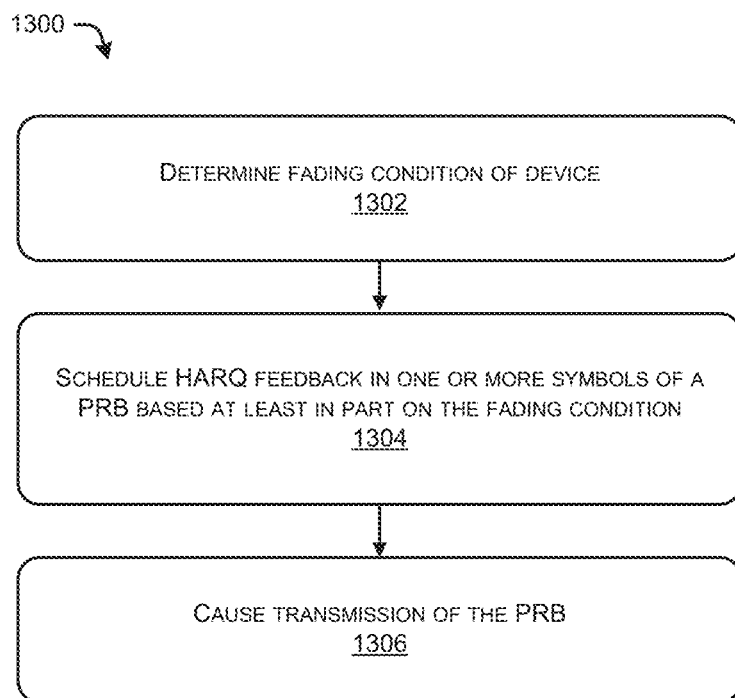 1300
DETERMINE FADING CONDITION OF DEVICE
1302
SCHEDULE HARQ FEEDBACK IN ONE OR MORE SYMBOLS OF A
PRB BASED AT LEAST IN PART ON THE FADING CONDITION
1304
CAUSE TRANSMISSION OF THE PRB
1306